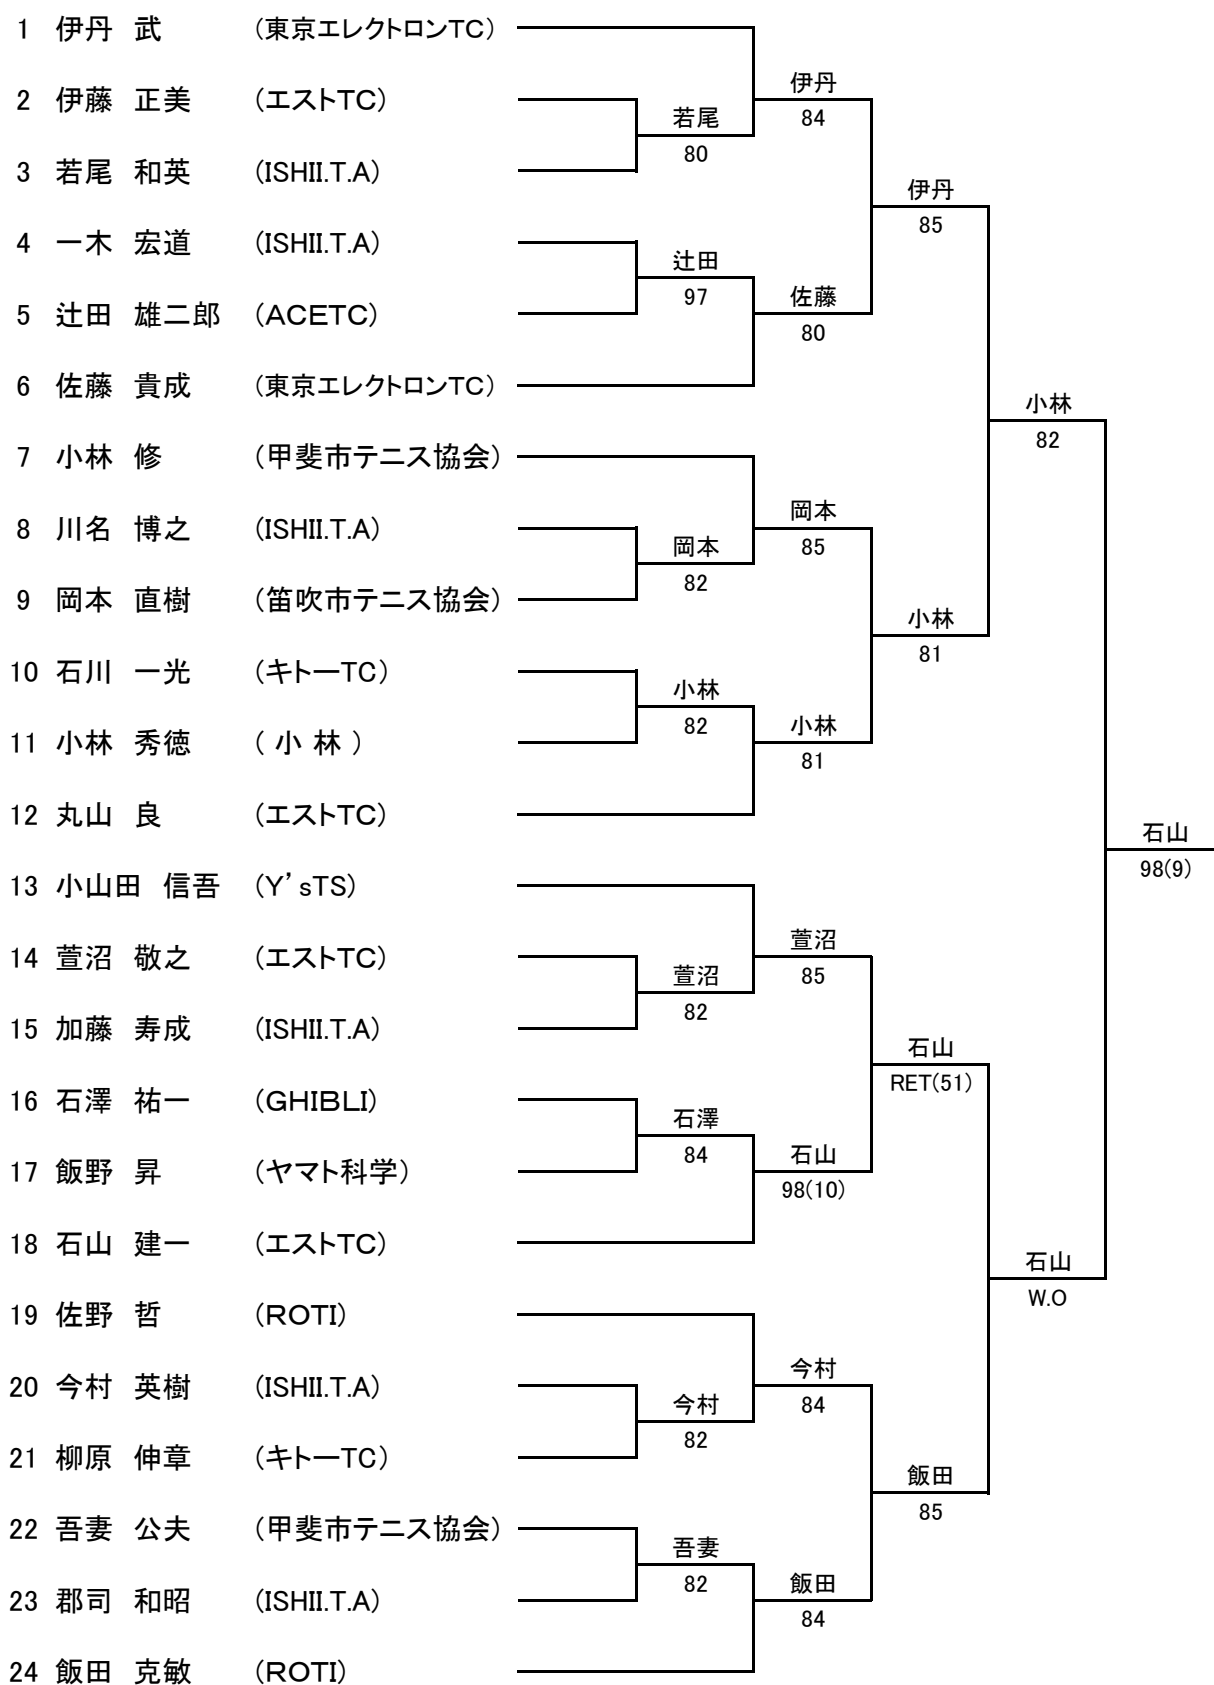 1 伊丹 武 (東京エレクトロンTC)
伊丹
2 伊藤 正美 (エストTC)
若尾
84
80
3 若尾 和英 (ISHII.T.A)
伊丹
85
4 一木 宏道 (ISHII.T.A)
辻田
97
佐藤
5 辻田 雄二郎 (ACETC)
80
6 佐藤 貴成 (東京エレクトロンTC)
小林
82
7 小林 修 (甲斐市テニス協会)
岡本
8 川名 博之 (ISHII.T.A)
岡本
85
82
9 岡本 直樹 (笛吹市テニス協会)
小林
81
10 石川 一光 (キトーTC)
小林
82
小林
11 小林 秀徳 ( 小 林 )
81
12 丸山 良 (エストTC)
石山
98(9)
13 小山田 信吾 (Y'sTS)
萱沼
14 萱沼 敬之 (エストTC)
萱沼
85
82
15 加藤 寿成 (ISHII.T.A)
石山
RET(51)
16 石澤 祐一 (GHIBLI)
石澤
84
石山
17 飯野 昇 (ヤマト科学)
98(10)
18 石山 建一 (エストTC)
石山
W.O
19 佐野 哲 (ROTI)
今村
20 今村 英樹 (ISHII.T.A)
今村
84
82
21 柳原 伸章 (キトーTC)
飯田
85
22 吾妻 公夫 (甲斐市テニス協会)
吾妻
82
飯田
23 郡司 和昭 (ISHII.T.A)
84
24 飯田 克敏 (ROTI)